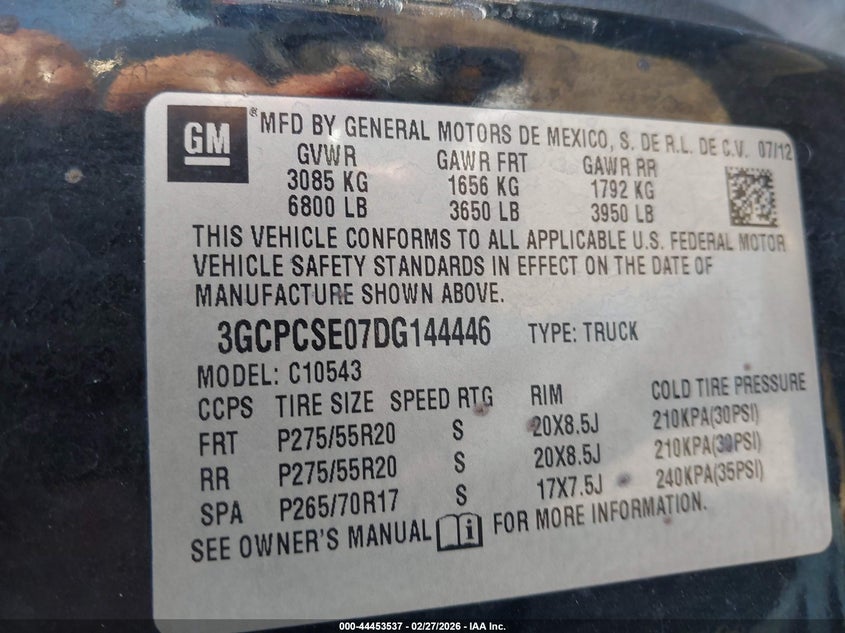 GM ® MFD BY GENERAL MOTORS DE MEXICO, S. DE R.L. DE C.V. 07/12
GVWR GAWR FRT GAWR RR
3085 KG 1656 KG 1792 KG
6800 LB 3650 LB 3950 LB
THIS VEHICLE CONFORMS TO ALL APPLICABLE U.S. FEDERAL MOTOR
VEHICLE SAFETY STANDARDS IN EFFECT ON THE DATE OF
MANUFACTURE SHOWN ABOVE.
3GCPCSE07DG144446 TYPE: TRUCK
MODEL: C10543
CCPS TIRE SIZE SPEED RTG RIM COLD TIRE PRESSURE
FRT P275/55R20 S 20X8.5J 210KPA(30PSI)
RR P275/55R20 S 20X8.5J 210KPA(30PSI)
SPA P265/70R17 S 17X7.5J 240KPA(35PSI)
SEE OWNER'S MANUAL i FOR MORE INFORMATION.
000-44453537 - 02/27/2026 - IAA Inc.